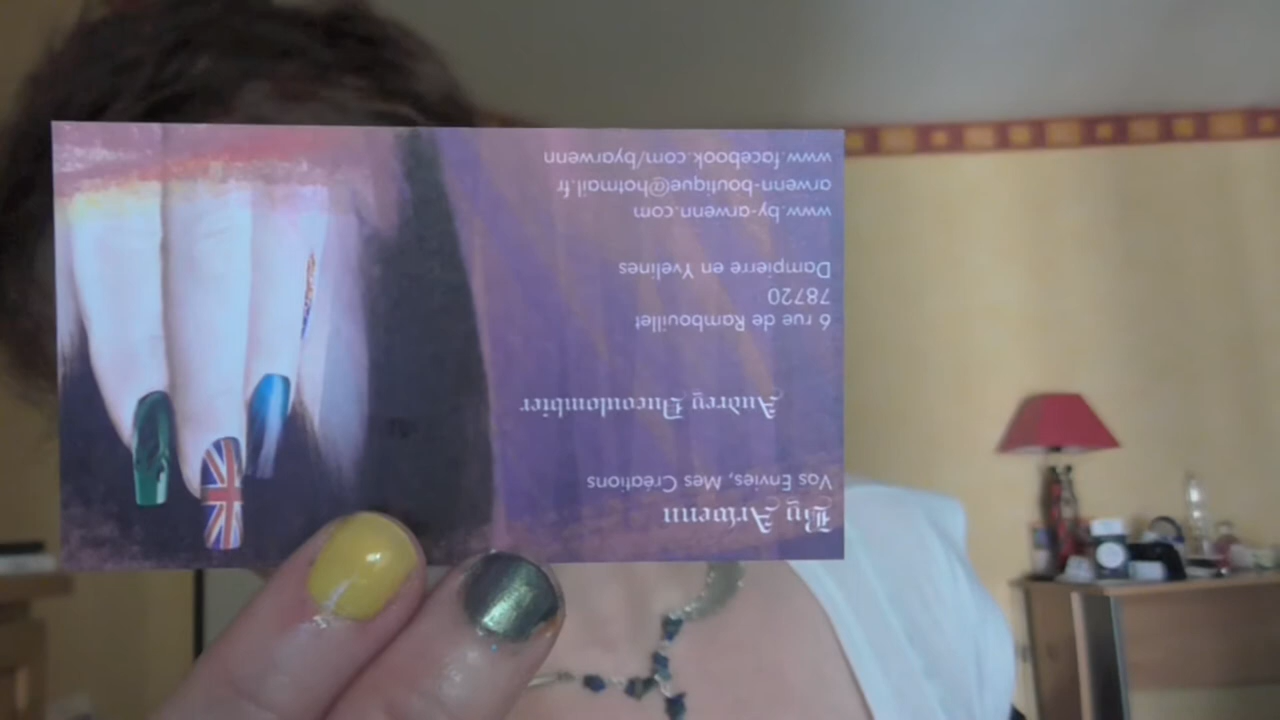 By Arwenn
Vos Envies, Mes Créations
Audrey Ducoulombier
6 rue de Rambouillet
78720
Dampierre en Yvelines
www.by-arwenn.com
arwenn-boutique@hotmail.fr
www.facebook.com/byarwenn